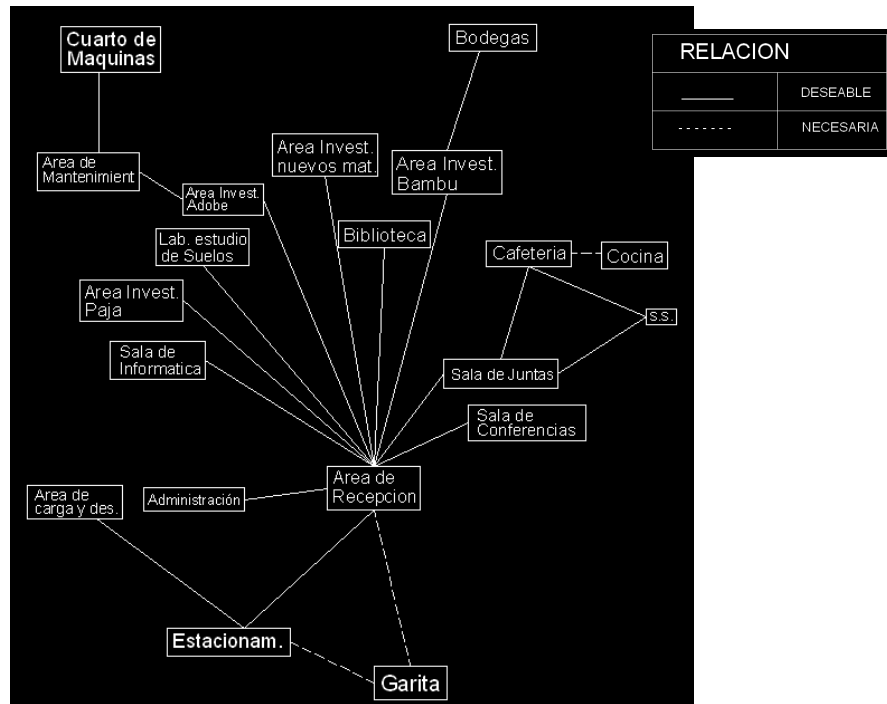 Cuarto de
Maquinas
Bodegas
RELACION
DESEABLE
NECESARIA
Area de
Mantenimient
Area Invest.
Adobe
Area Invest.
nuevos mat.
Area Invest.
Bambu
Lab. estudio
de Suelos
Biblioteca
Cafeteria
Cocina
Area Invest.
Paja
s.s.
Sala de
Informatica
Sala de Juntas
Sala de
Conferencias
Area de
Recepcion
Area de
carga y des.
Administración
Estacionam.
Garita